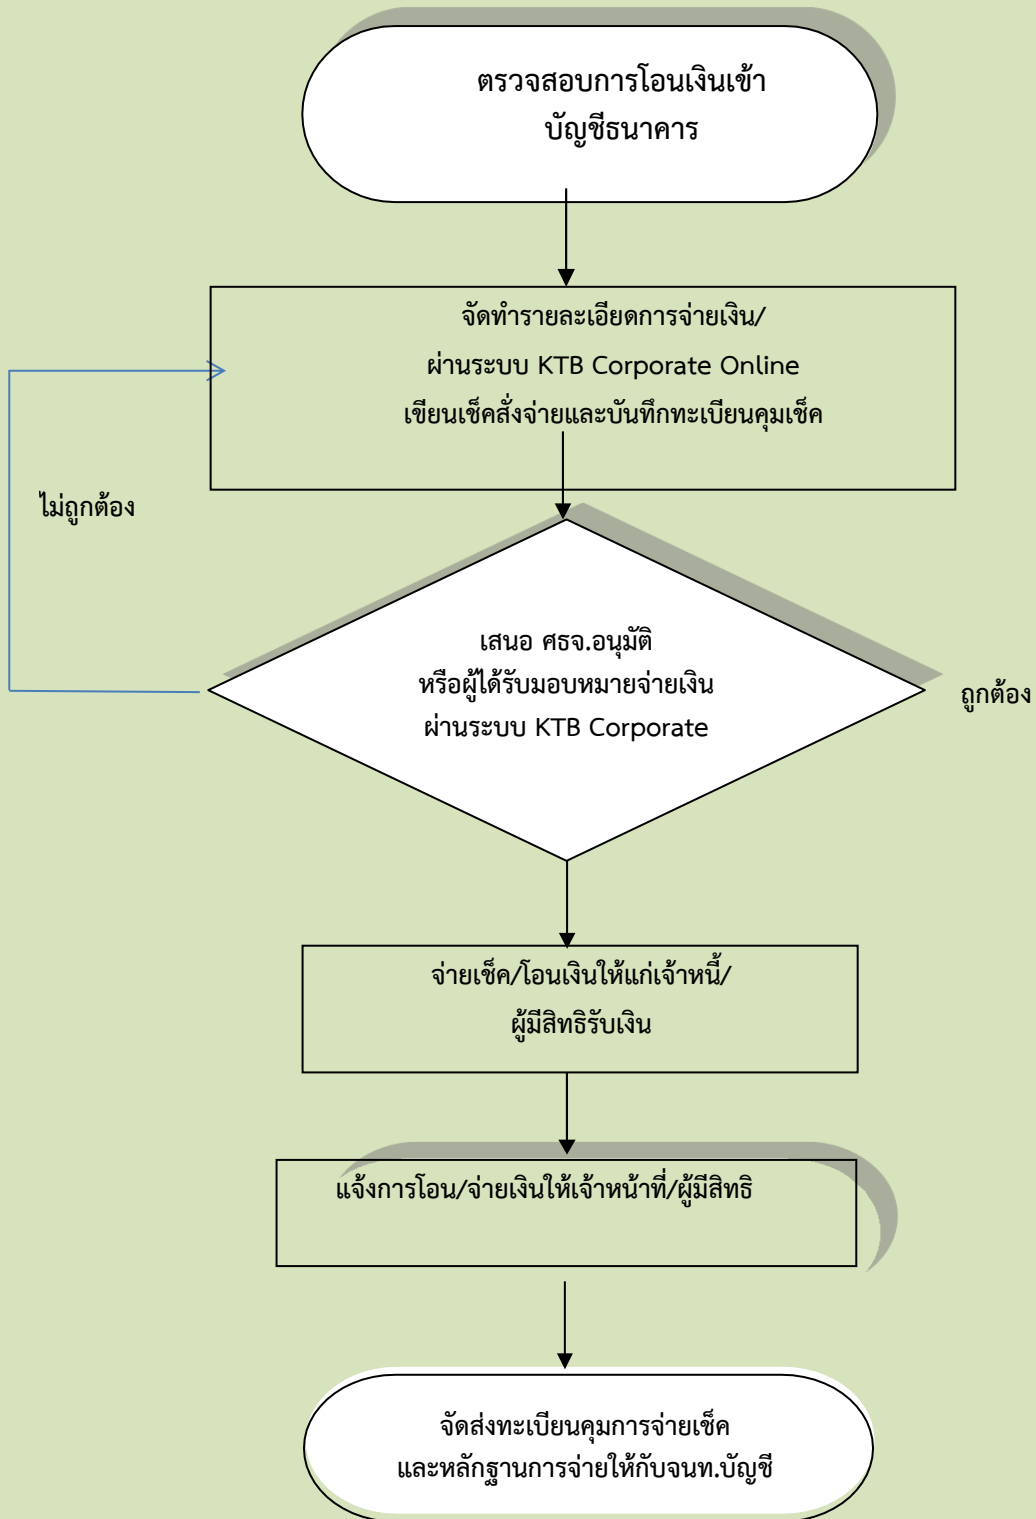 ตรวจสอบการโอนเงินเข้า
บัญชีธนาคาร
จัดทำรายละเอียดการจ่ายเงิน/
ผ่านระบบ KTB Corporate Online
เขียนเช็คสั่งจ่ายและบันทึกทะเบียนคุมเช็ค
ไม่ถูกต้อง
เสนอ ศธจ.อนุมัติ
หรือผู้ได้รับมอบหมายจ่ายเงิน
ผ่านระบบ KTB Corporate
ถูกต้อง
จ่ายเช็ค/โอนเงินให้แก่เจ้าหนี้/
ผู้มีสิทธิรับเงิน
แจ้งการโอน/จ่ายเงินให้เจ้าหน้าที่/ผู้มีสิทธิ
จัดส่งทะเบียนคุมการจ่ายเช็ค
และหลักฐานการจ่ายให้กับจนท.บัญชี